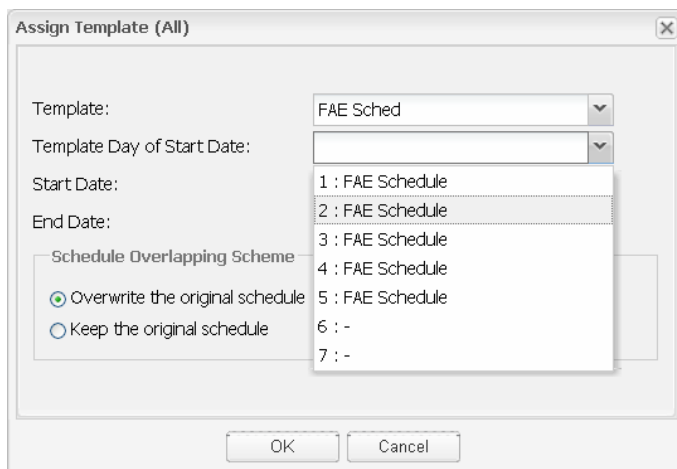 Assign Template (All)
Template: FAE Sched
Template Day of Start Date:
Start Date:
End Date:
1 : FAE Schedule
2 : FAE Schedule
3 : FAE Schedule
4 : FAE Schedule
5 : FAE Schedule
6 : -
7 : -
Schedule Overlapping Scheme
Overwrite the original schedule
Keep the original schedule
OK Cancel